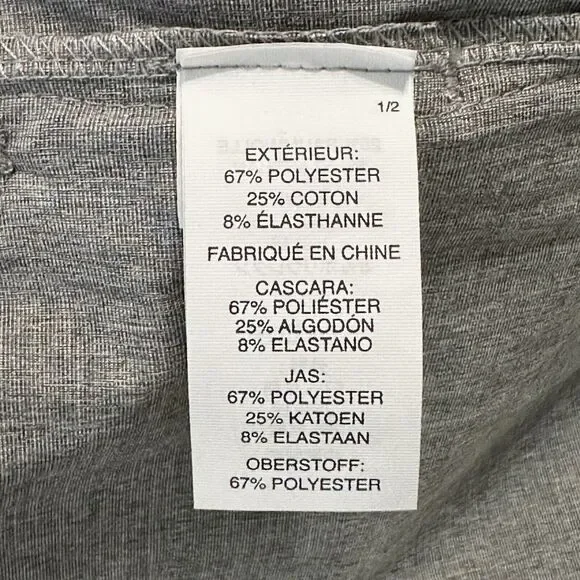 1/2
EXTÉRIEUR:
67% POLYESTER
25% COTON
8% ÉLASTHANNE
FABRIQUÉ EN CHINE
CASCARA:
67% POLIÉSTER
25% ALGODÓN
8% ELASTANO
JAS:
67% POLYESTER
25% KATOEN
8% ELASTAAN
OBERSTOFF:
67% POLYESTER